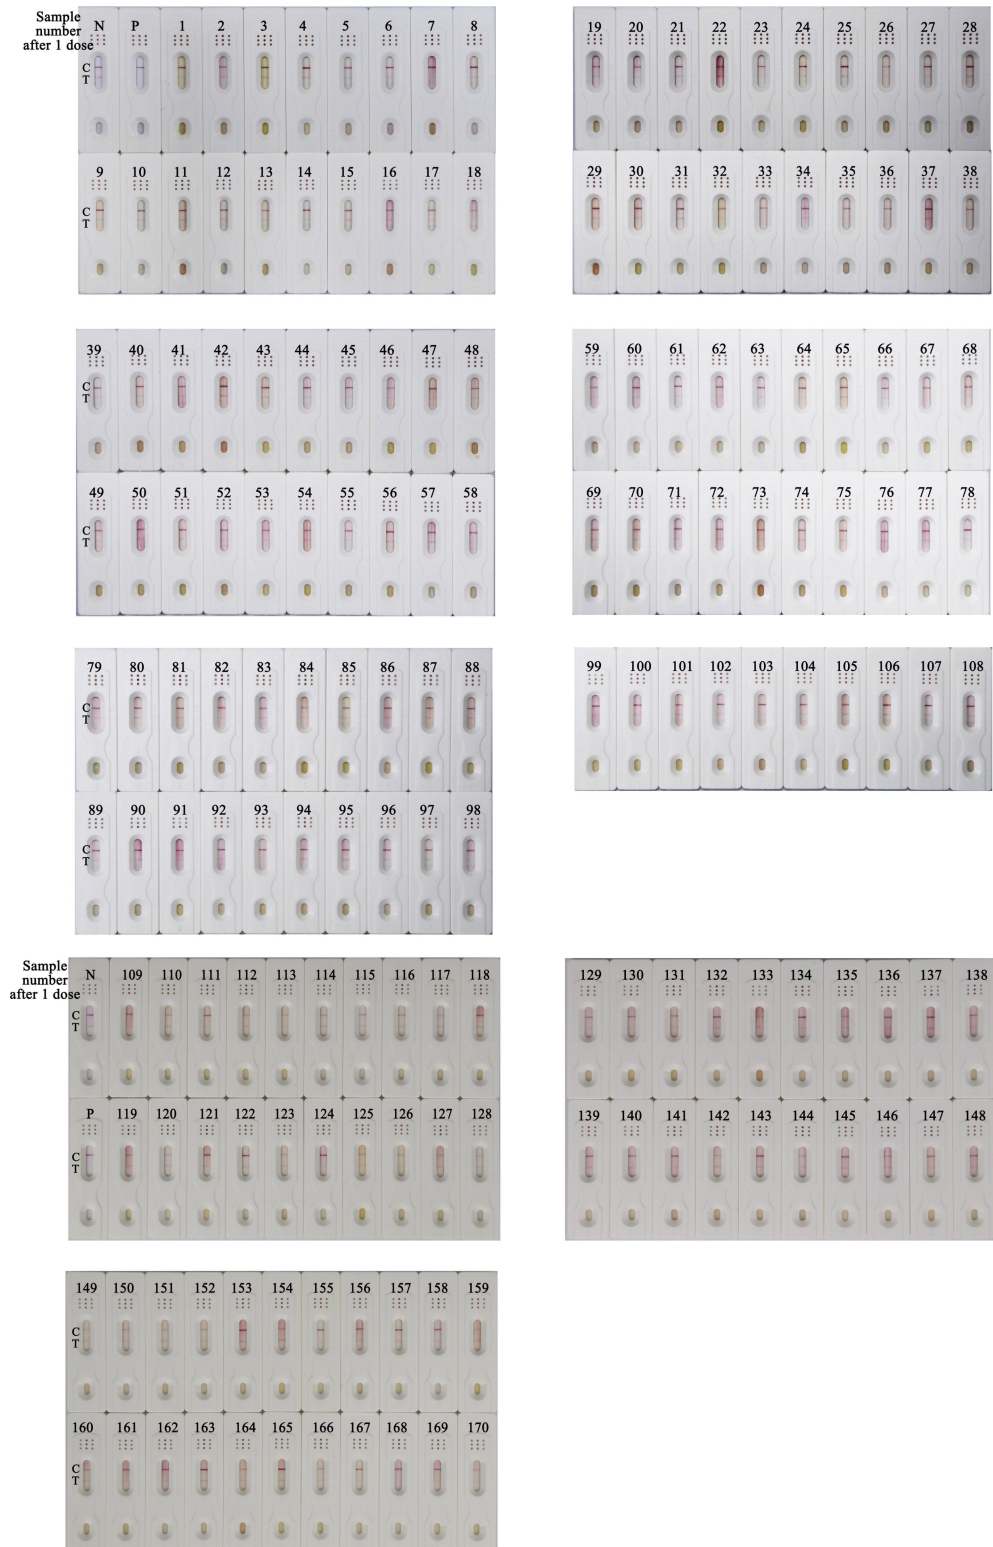 Sample
number
after 1 dose
N P 1 2 3 4 5 6 7 8
C
T
9 10 11 12 13 14 15 16 17 18
C
T
19 20 21 22 23 24 25 26 27 28
29 30 31 32 33 34 35 36 37 38
39 40 41 42 43 44 45 46 47 48
C
T
49 50 51 52 53 54 55 56 57 58
C
T
59 60 61 62 63 64 65 66 67 68
69 70 71 72 73 74 75 76 77 78
79 80 81 82 83 84 85 86 87 88
C
T
89 90 91 92 93 94 95 96 97 98
C
T
99 100 101 102 103 104 105 106 107 108
Sample
number
after 1 dose
N 109 110 111 112 113 114 115 116 117 118
C
T
P 119 120 121 122 123 124 125 126 127 128
C
T
129 130 131 132 133 134 135 136 137 138
139 140 141 142 143 144 145 146 147 148
149 150 151 152 153 154 155 156 157 158 159
C
T
160 161 162 163 164 165 166 167 168 169 170
C
T